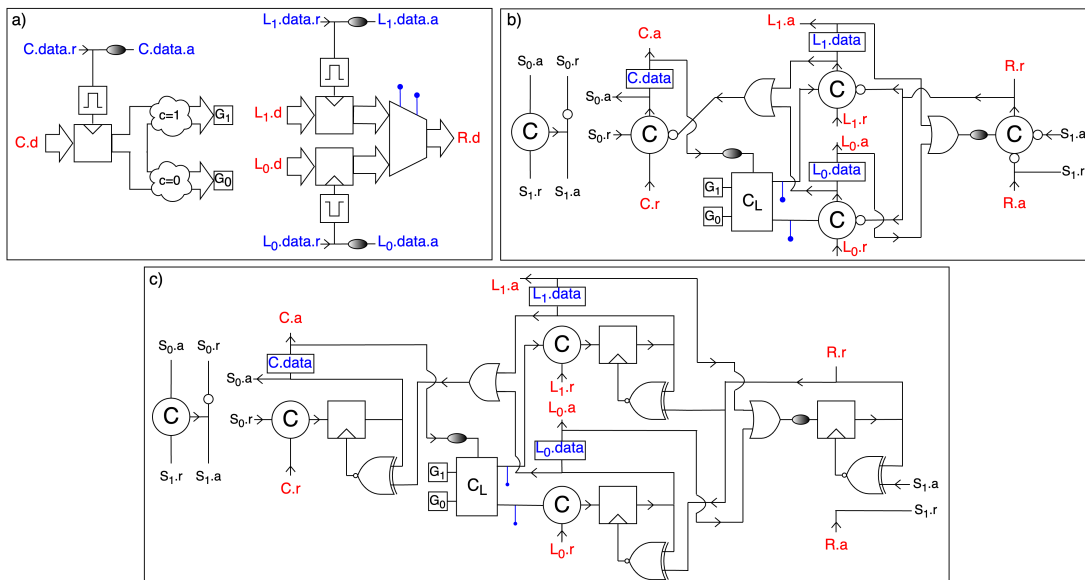 a)
C.data.r
C.data.a
L₁.data.r
L₁.data.a
C.d
c=1
G₁
c=0
G₀
L₁.d
L₀.d
R.d
L₀.data.r
L₀.data.a
b)
L₁.a
L₁.data
C.a
C.data
S₀.a
S₀.r
C
S₁.r
S₁.a
S₀.a
S₀.r
C
C.r
C
L₁.r
L₀.a
L₀.data
C
L₀.r
G₁
G₀
C_L
R.r
C
S₁.a
S₁.r
R.a
c)
L₁.a
L₁.data
C.a
C.data
S₀.a
S₀.r
C
S₁.r
S₁.a
S₀.a
S₀.r
C
C.r
C
L₁.r
L₀.a
L₀.data
G₁
G₀
C_L
C
L₀.r
R.r
S₁.a
S₁.r
R.a